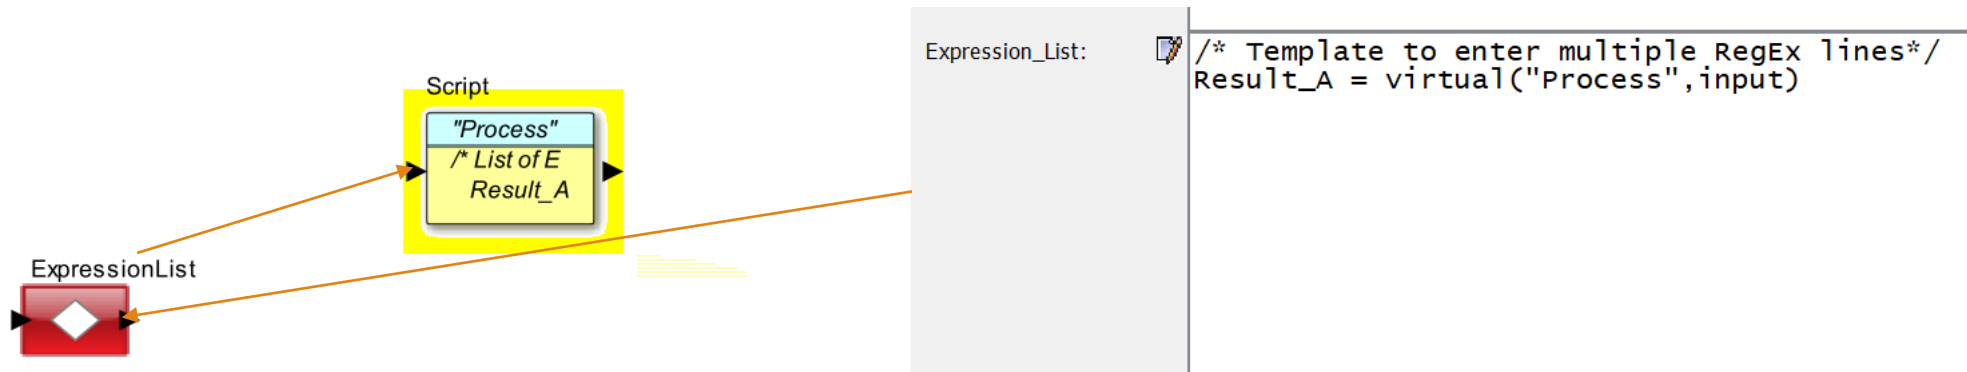 Script
"Process"
/* List of E
Result_A
ExpressionList
Expression_List:
/* Template to enter multiple RegEx lines*/
Result_A = virtual("Process",input)